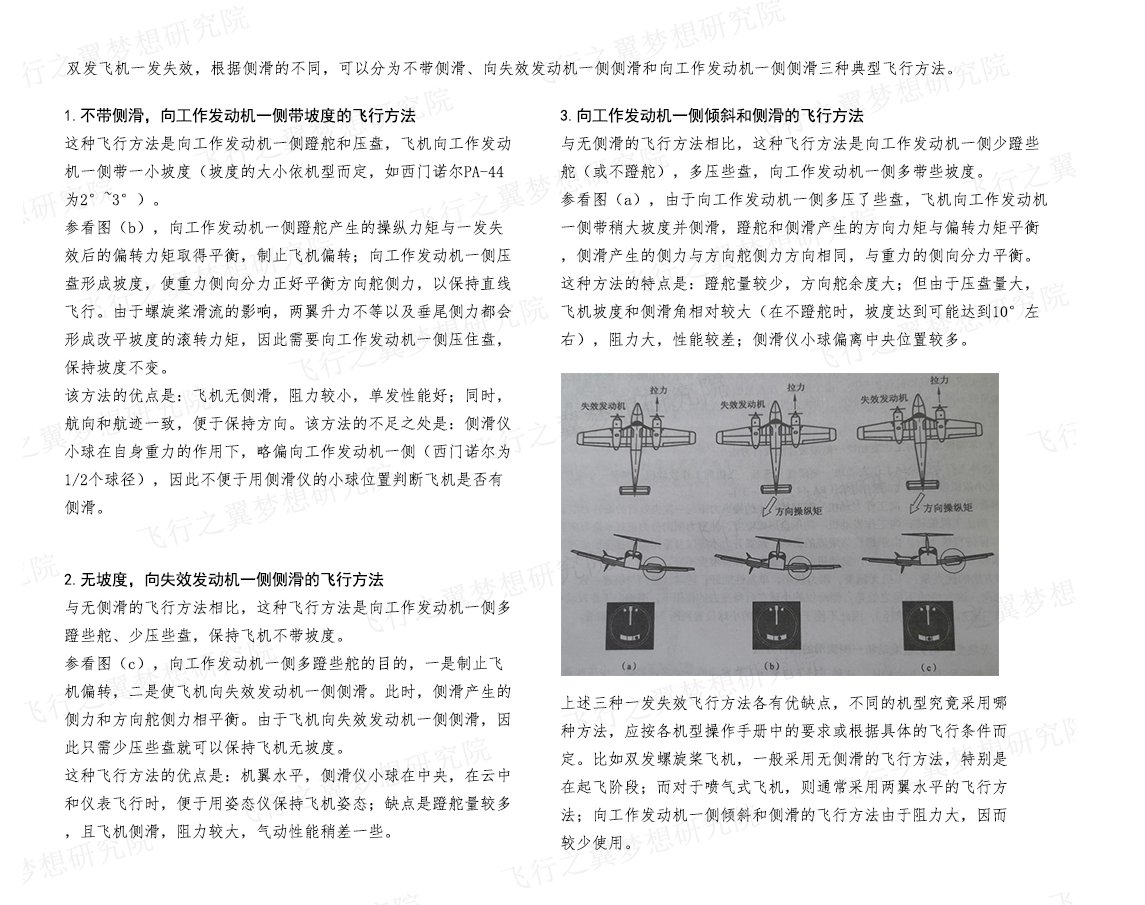 双发飞机一发失效，根据侧滑的不同，可以分为不带侧滑、向失效发动机一侧侧滑和向工作发动机一侧侧滑三种典型飞行方法。
1.不带侧滑，向工作发动机一侧带坡度的飞行方法
这种飞行方法是向工作发动机一侧蹬舵和压盘，飞机向工作发动
机一侧带一小坡度（坡度的大小依机型而定，如西门诺尔PA-44
为2°~3°）。
参看图（b），向工作发动机一侧蹬舵产生的操纵力矩与一发失
效后的偏转力矩取得平衡，制止飞机偏转；向工作发动机一侧压
盘形成坡度，使重力侧向分力正好平衡方向舵侧力，以保持直线
飞行。由于螺旋桨滑流的影响，两翼升力不等以及垂尾侧力都会
形成改平坡度的滚转力矩，因此需要向工作发动机一侧压住盘，
保持坡度不变。
该方法的优点是：飞机无侧滑，阻力较小，单发性能好；同时，
航向和航迹一致，便于保持方向。该方法的不足之处是：侧滑仪
小球在自身重力的作用下，略偏向工作发动机一侧（西门诺尔为
1/2个球径），因此不便于用侧滑仪的小球位置判断飞机是否有
侧滑。
2.无坡度，向失效发动机一侧侧滑的飞行方法
与无侧滑的飞行方法相比，这种飞行方法是向工作发动机一侧多
蹬些舵、少压些盘，保持飞机不带坡度。
参看图（c），向工作发动机一侧多蹬些舵的目的，一是制止飞
机偏转，二是使飞机向失效发动机一侧侧滑。此时，侧滑产生的
侧力和方向舵侧力相平衡。由于飞机向失效发动机一侧侧滑，因
此只需少压些盘就可以保持飞机无坡度。
这种飞行方法的优点是：机翼水平，侧滑仪小球在中央，在云中
和仪表飞行时，便于用姿态仪保持飞机姿态；缺点是蹬舵量较多
，且飞机侧滑，阻力较大，气动性能稍差一些。
3.向工作发动机一侧倾斜和侧滑的飞行方法
与无侧滑的飞行方法相比，这种飞行方法是向工作发动机一侧少蹬些
舵（或不蹬舵），多压些盘，向工作发动机一侧多带些坡度。
参看图（a），由于向工作发动机一侧多压了些盘，飞机向工作发动机
一侧带稍大坡度并侧滑，蹬舵和侧滑产生的方向力矩与偏转力矩平衡
，侧滑产生的侧力与方向舵侧力方向相同，与重力的侧向分力平衡。
这种方法的特点是：蹬舵量较少，方向舵余度大；但由于压盘量大，
飞机坡度和侧滑角相对较大（在不蹬舵时，坡度达到可能达到10°左
右），阻力大，性能较差；侧滑仪小球偏离中央位置较多。
拉力
拉力
拉力
失效发动机
失效发动机
失效发动机
方向操纵矩
方向操纵矩
(a)
(b)
(c)
上述三种一发失效飞行方法各有优缺点，不同的机型究竟采用哪
种方法，应按各机型操作手册中的要求或根据具体的飞行条件而
定。比如双发螺旋桨飞机，一般采用无侧滑的飞行方法，特别是
在起飞阶段；而对于喷气式飞机，则通常采用两翼水平的飞行方
法；向工作发动机一侧倾斜和侧滑的飞行方法由于阻力大，因而
较少使用。
飞行之翼梦想研究院